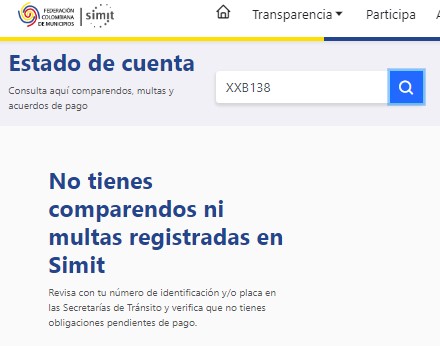 FEDERACIÓN
COLOMBIANA
DE MUNICIPIOS
simit
Transparencia
Participa
Estado de cuenta
Consulta aquí comparendos, multas y
acuerdos de pago
XXB138
No tienes
comparendos ni
multas registradas en
Simit
Revisa con tu número de identificación y/o placa en
las Secretarías de Tránsito y verifica que no tienes
obligaciones pendientes de pago.